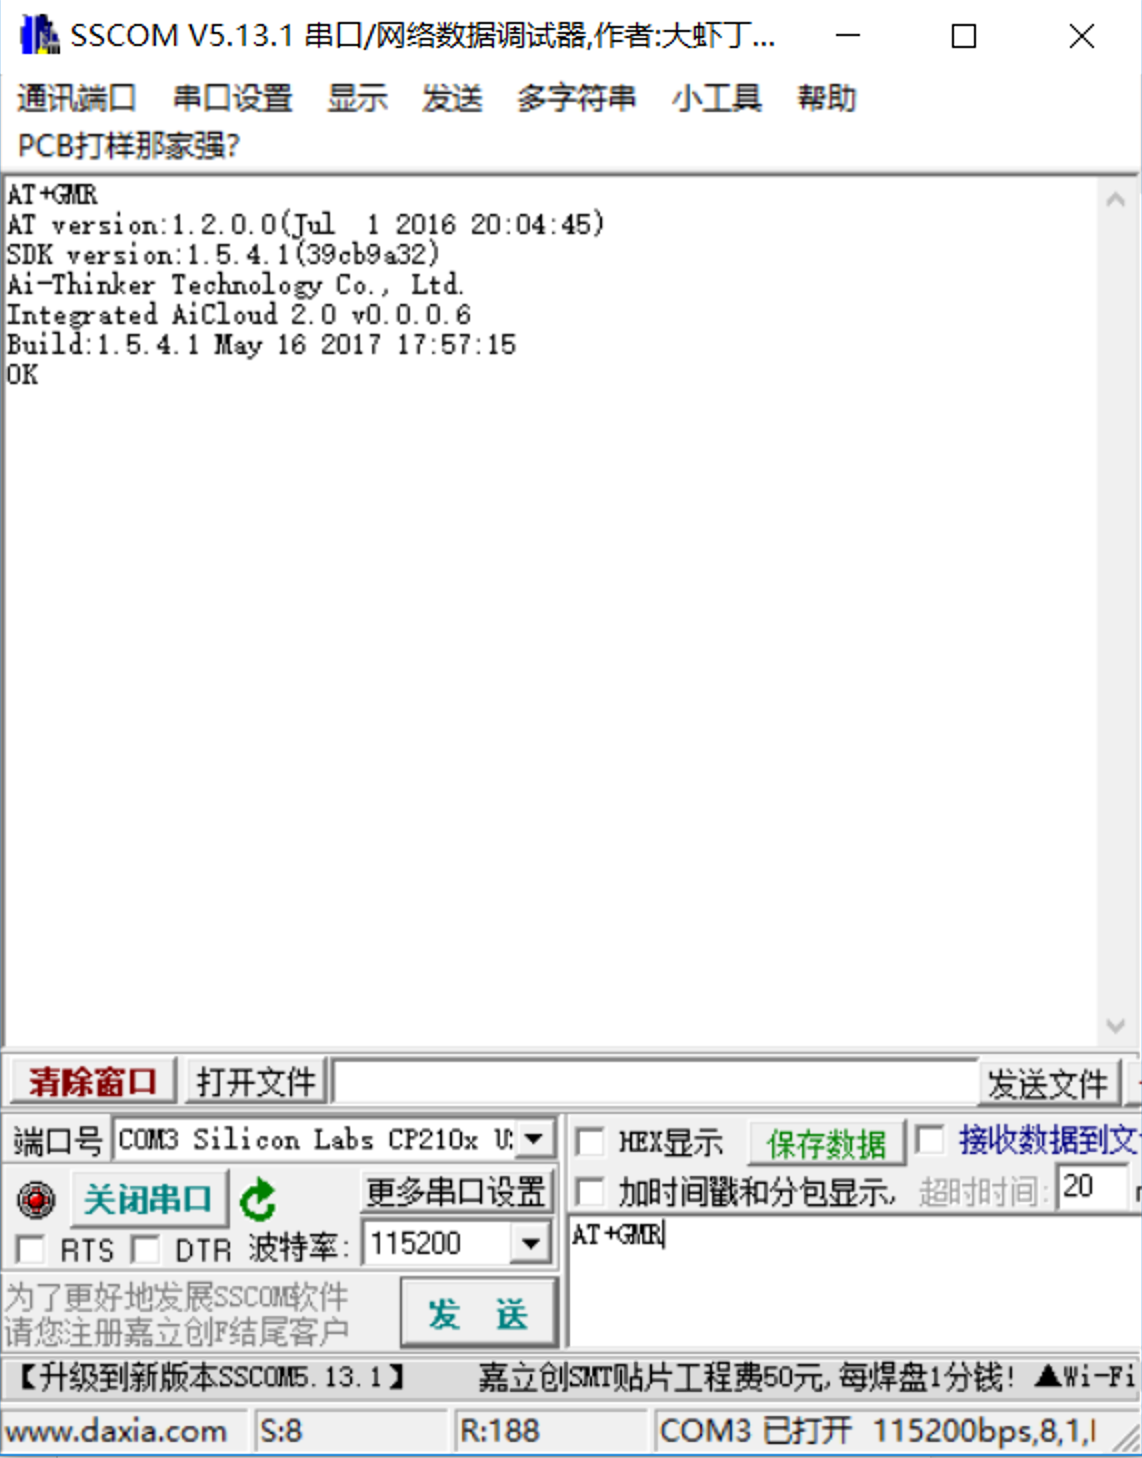 SSCOM V5.13.1 串口/网络数据调试器,作者:大虾丁...
通讯端口 串口设置 显示 发送 多字符串 小工具 帮助
PCB打样那家强?
AT+GMR
AT version:1.2.0.0(Jul  1 2016 20:04:45)
SDK version:1.5.4.1(39cb9a32)
Ai-Thinker Technology Co., Ltd.
Integrated AiCloud 2.0 v0.0.0.6
Build:1.5.4.1 May 16 2017 17:57:15
OK
清除窗口 打开文件 发送文件
端口号 COM3 Silicon Labs CP210x HEX显示 保存数据 接收数据到文
关闭串口 更多串口设置 加时间戳和分包显示, 超时时间: 20
RTS DTR 波特率: 115200 AT+GMR
为了更好地发展SSCOM软件
请您注册嘉立创F结尾客户
发 送
【升级到新版本SSCOM5.13.1】 嘉立创SMT贴片工程费50元,每焊盘1分钱! ▲Wi-Fi
www.daxia.com S:8 R:188 COM3 已打开 115200bps,8,1,